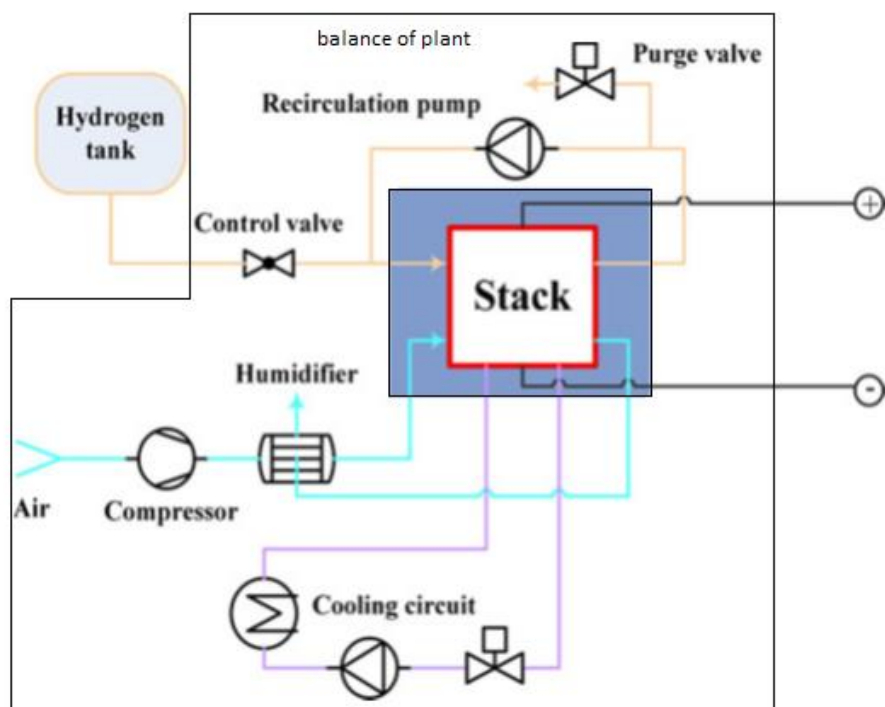 balance of plant
Purge valve
Recirculation pump
Hydrogen
tank
Control valve
+
Stack
Humidifier
-
Air
Compressor
Cooling circuit